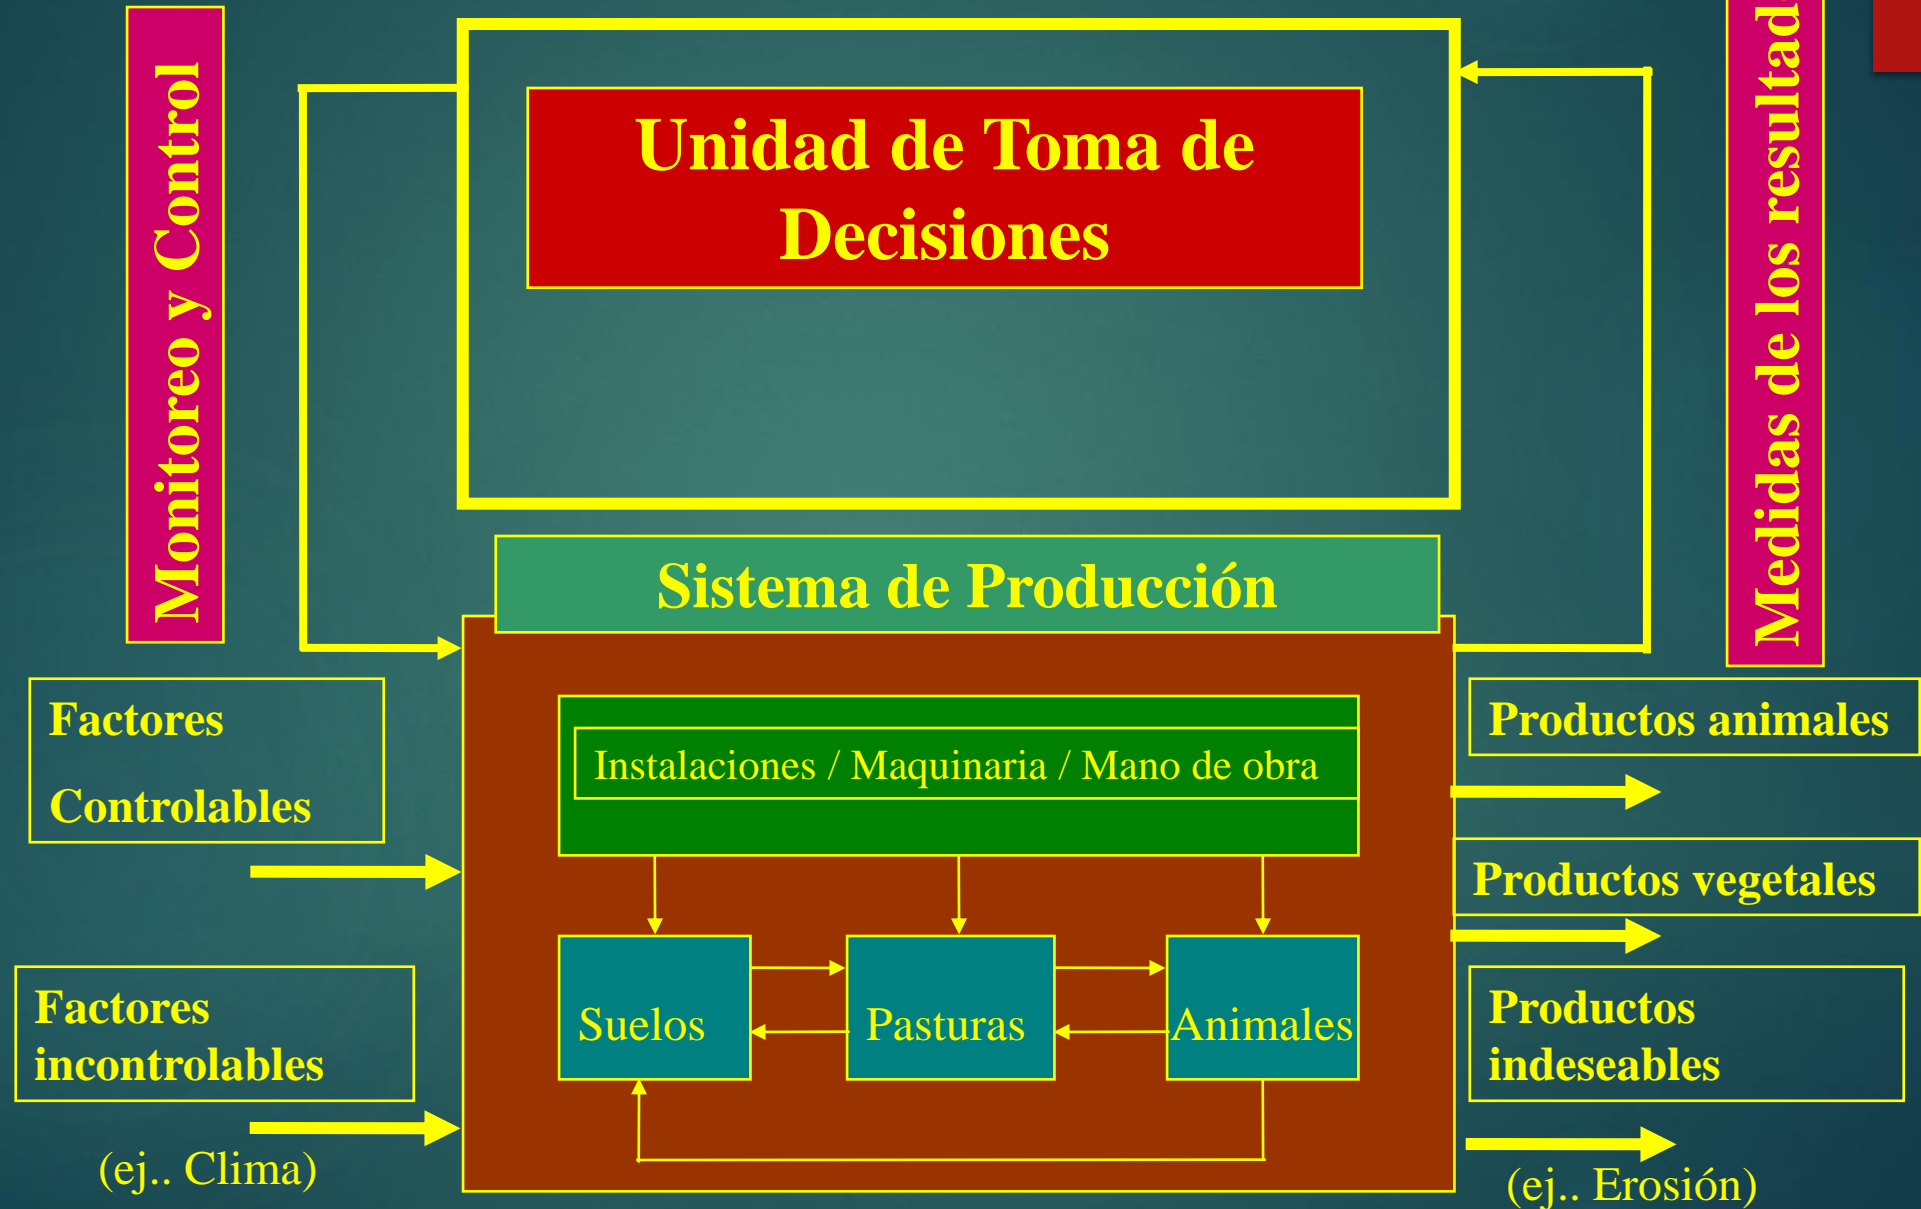 Monitoreo y Control
Unidad de Toma de
Decisiones
Medidas de los resultad
Sistema de Producción
Factores
Controlables
Instalaciones / Maquinaria / Mano de obra
Productos animales
Productos vegetales
Factores
incontrolables
Suelos
Pasturas
Animales
Productos
indeseables
(ej.. Clima)
(ej.. Erosión)